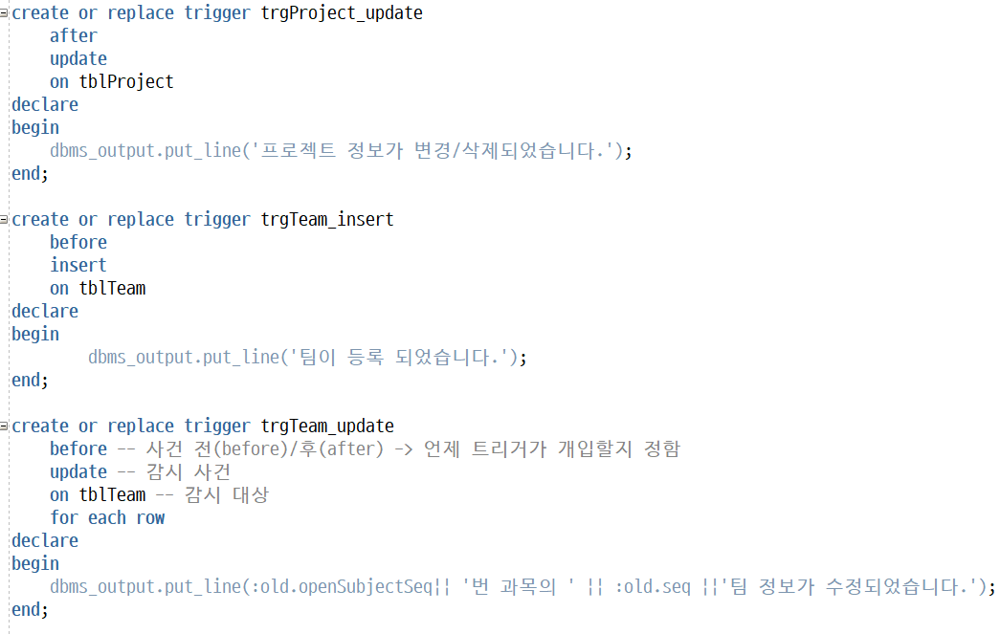 create or replace trigger trgProject_update
    after
    update
    on tblProject
declare
begin
    dbms_output.put_line('프로젝트 정보가 변경/삭제되었습니다.');
end;

create or replace trigger trgTeam_insert
    before
    insert
    on tblTeam
declare
begin
        dbms_output.put_line('팀이 등록 되었습니다.');
end;

create or replace trigger trgTeam_update
    before -- 사건 전(before)/후(after) -> 언제 트리거가 개입할지 정함
    update -- 감시 사건
    on tblTeam -- 감시 대상
    for each row
declare
begin
    dbms_output.put_line(:old.openSubjectSeq|| '번 과목의 ' || :old.seq ||'팀 정보가 수정되었습니다.');
end;